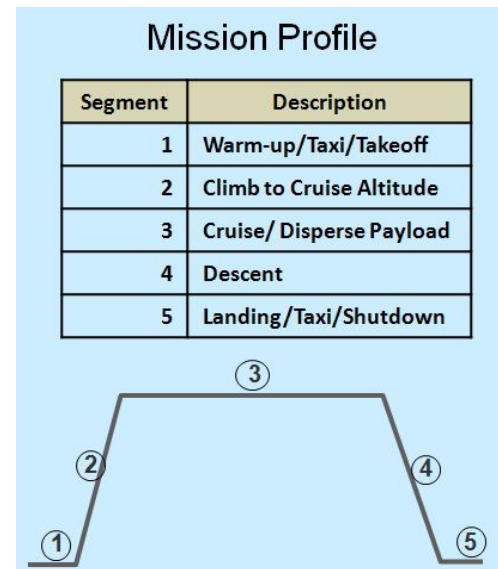 Mission Profile
Segment Description
1 Warm-up/Taxi/Takeoff
2 Climb to Cruise Altitude
3 Cruise/ Disperse Payload
4 Descent
5 Landing/Taxi/Shutdown
3
2 4
1 5